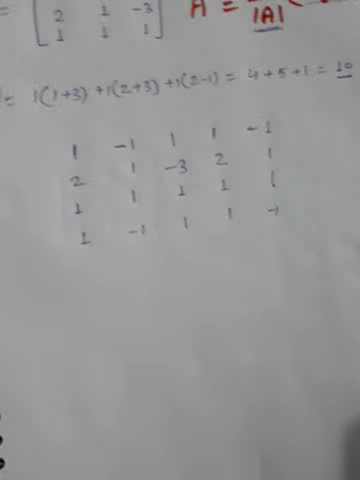 = [ 2 1 -3
1 1 1 ] A = |A| (
= 1(1+3) +1(2+3) +1(2-1) = 4+5+1 = 10
1 -1 1 1 -1
2 1 -3 2 1
1 1 1 1 1
1 -1 1 1 -1